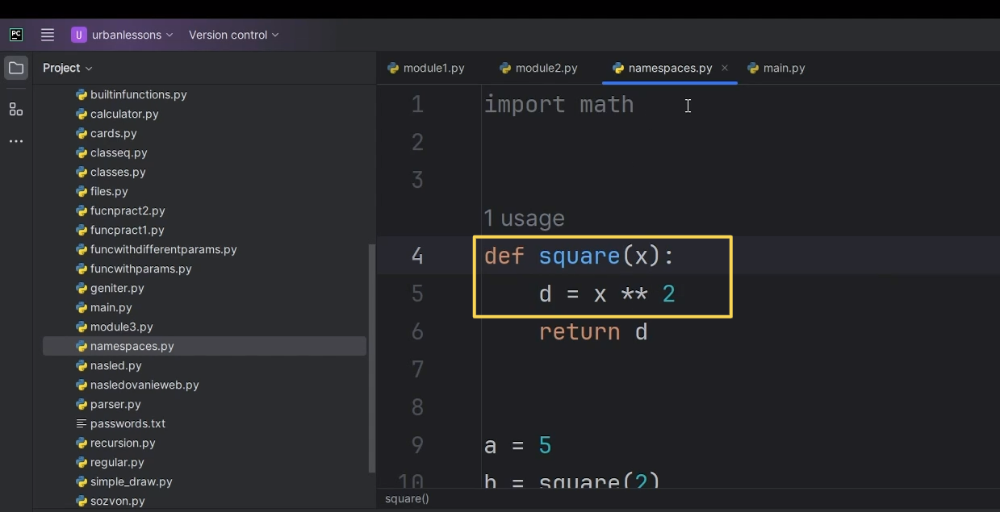 PC U urbanlessons Version control
Project
module1.py module2.py namespaces.py main.py
builtinfunctions.py
calculator.py
cards.py
classeq.py
classes.py
files.py
fucnpract2.py
funcpract1.py
funcwithdifferentparams.py
funcwithparams.py
geniter.py
main.py
module3.py
namespaces.py
nasled.py
nasledovanieweb.py
parser.py
passwords.txt
recursion.py
regular.py
simple_draw.py
sozvon.py
1 import math
2
3
1 usage
4 def square(x):
5 d = x ** 2
6 return d
7
8
9 a = 5
10 b = square(2)
square()